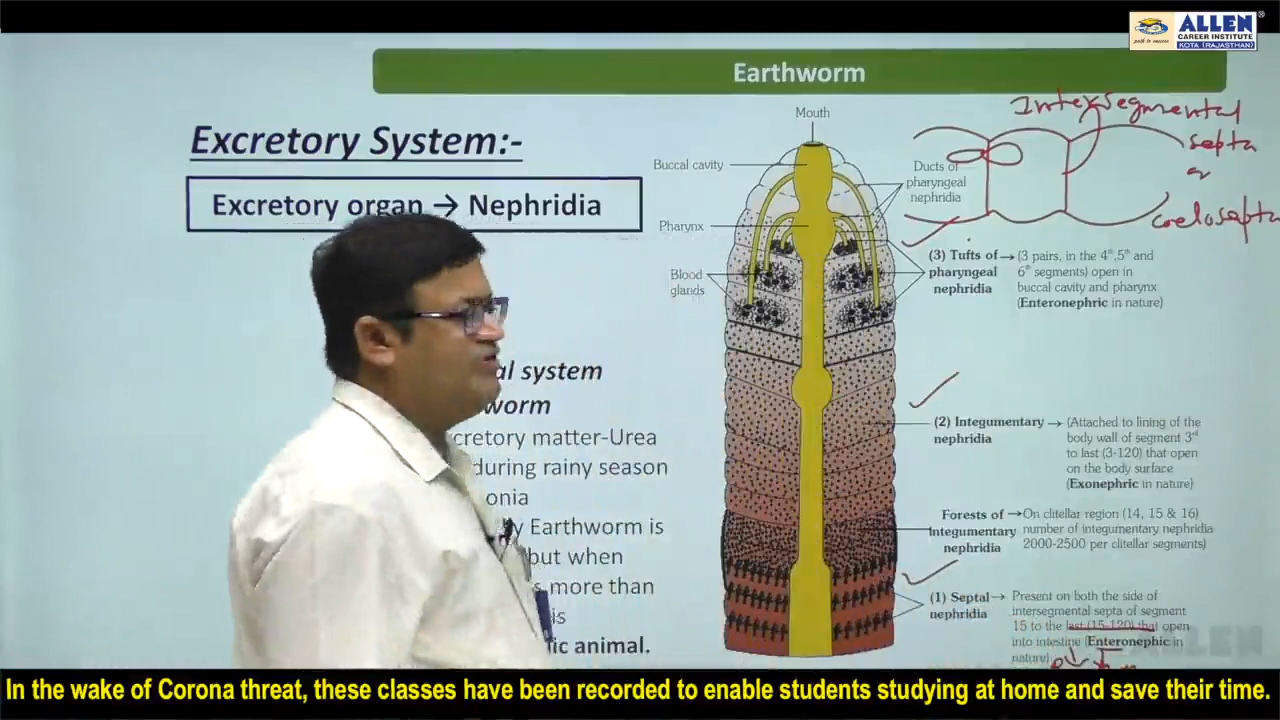 ALLEN
CAREER INSTITUTE
KOTA (RAJASTHAN)
path to success
Earthworm
Excretory System:-
Excretory organ → Nephridia
al system
worm
cretory matter-Urea
during rainy season
onia
y Earthworm is
but when
s more than
is
ic animal.
Mouth
Buccal cavity
Pharynx
Blood
glands
Ducts of
pharyngeal
nephridia
Intersegmental
septa
or
coelosepta
(3) Tufts of → (3 pairs, in the 4th, 5th and
pharyngeal 6th segments) open in
nephridia buccal cavity and pharynx
(Enteronephric in nature)
(2) Integumentary → (Attached to lining of the
nephridia body wall of segment 3rd
to last (3-120) that open
on the body surface
(Exonephric in nature)
Forests of → On clitellar region (14, 15 & 16)
Integumentary number of integumentary nephridia
nephridia 2000-2500 per clitellar segments)
(1) Septal → Present on both the side of
nephridia intersegmental septa of segment
15 to the last (15-120) that open
into intestine (Enteronephic in
nature)
ALLEN
In the wake of Corona threat, these classes have been recorded to enable students studying at home and save their time.